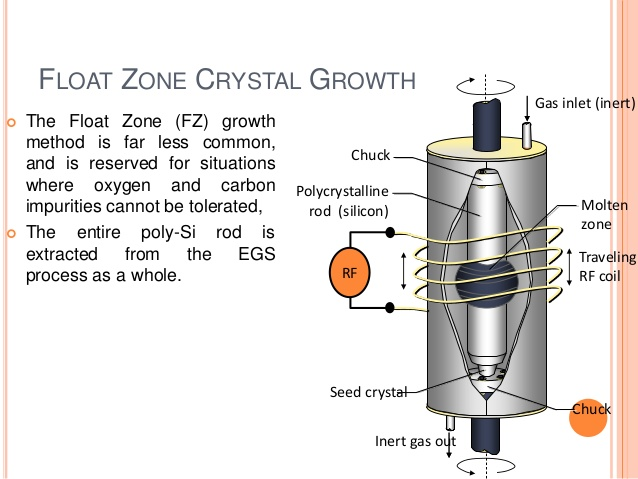 FLOAT ZONE CRYSTAL GROWTH
The Float Zone (FZ) growth
method is far less common,
and is reserved for situations
where oxygen and carbon
impurities cannot be tolerated,
The entire poly-Si rod is
extracted from the EGS
process as a whole.
Gas inlet (inert)
Chuck
Polycrystalline
rod (silicon)
Molten
zone
RF
Traveling
RF coil
Seed crystal
Chuck
Inert gas out